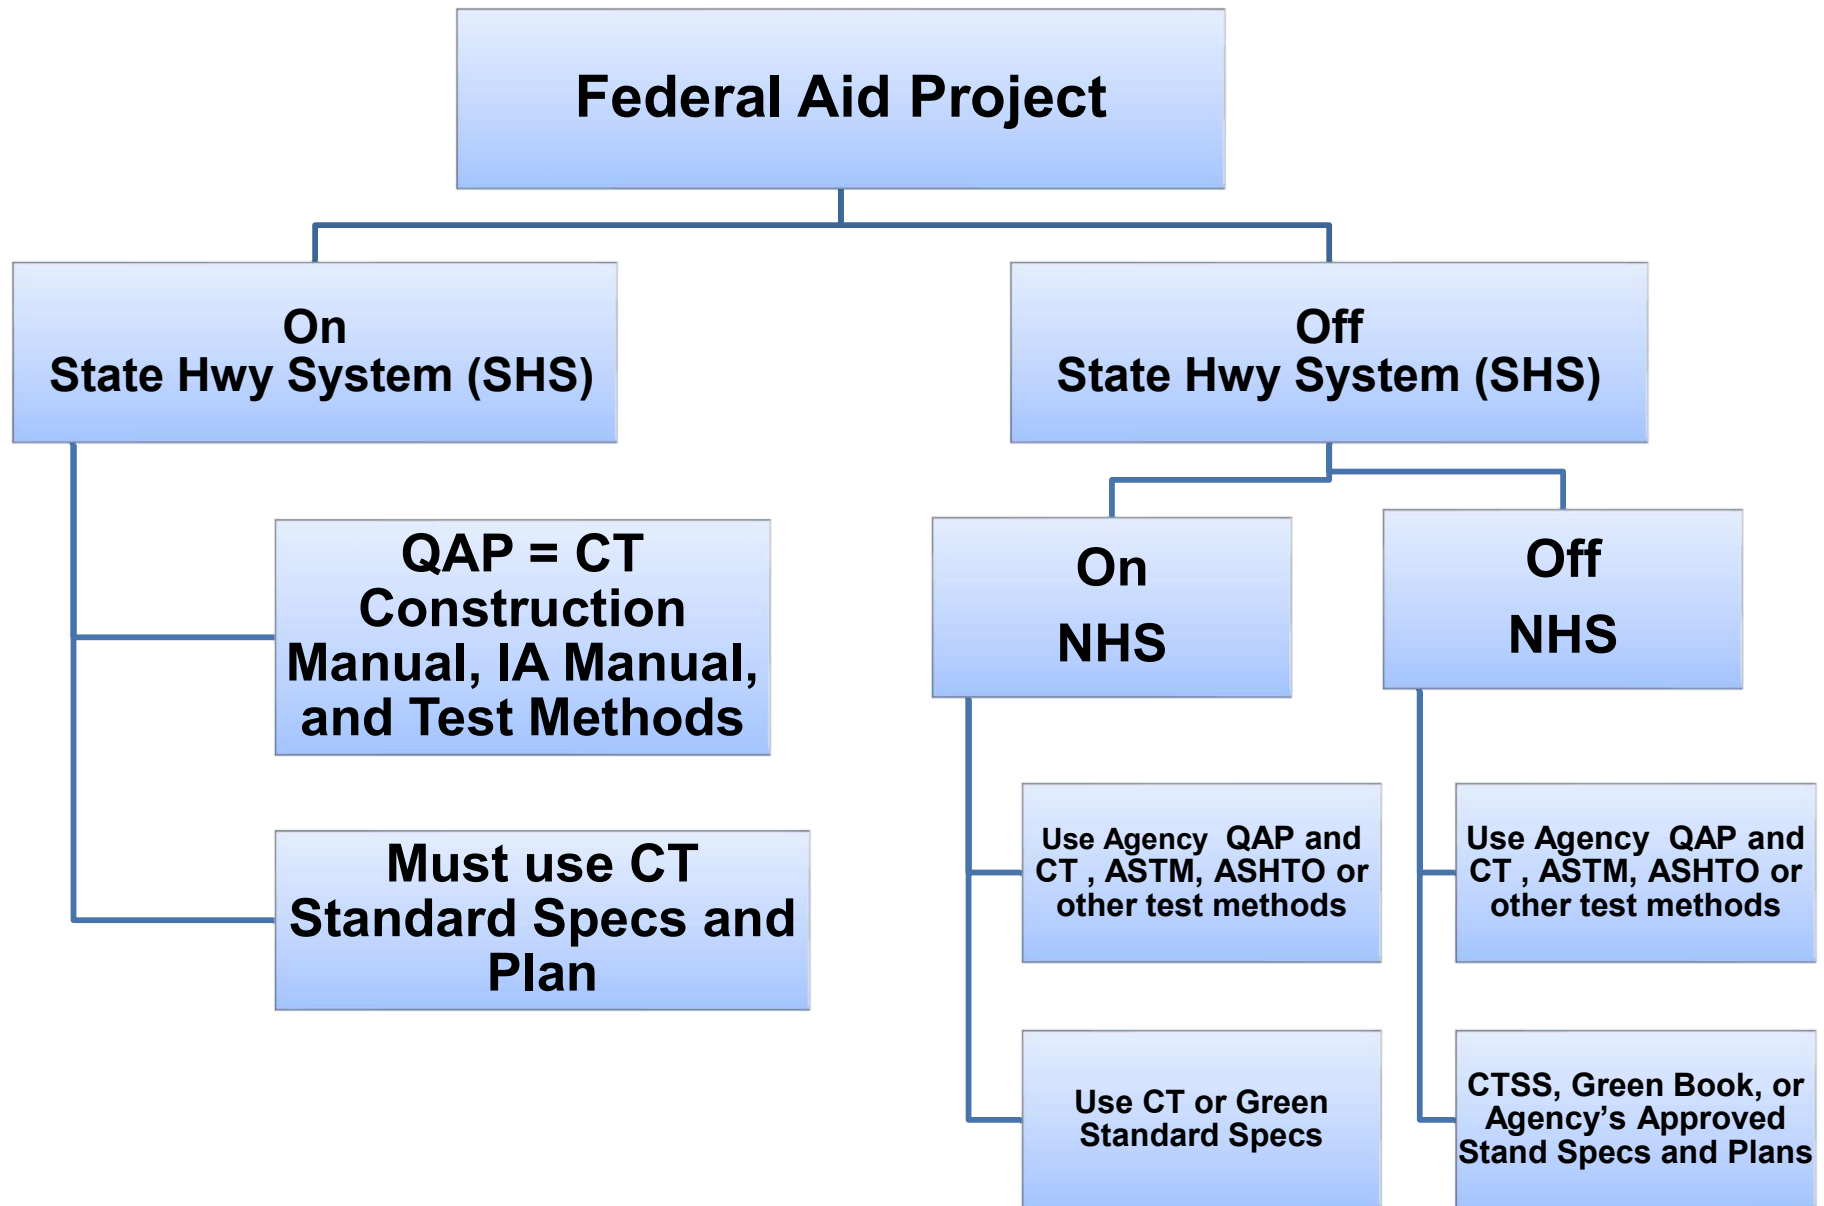 Federal Aid Project
On
State Hwy System (SHS)
Off
State Hwy System (SHS)
QAP = CT
Construction
Manual, IA Manual,
and Test Methods
Must use CT
Standard Specs and
Plan
On
NHS
Off
NHS
Use Agency  QAP and
CT , ASTM, ASHTO or
other test methods
Use Agency  QAP and
CT , ASTM, ASHTO or
other test methods
Use CT or Green
Standard Specs
CTSS, Green Book, or
Agency’s Approved
Stand Specs and Plans